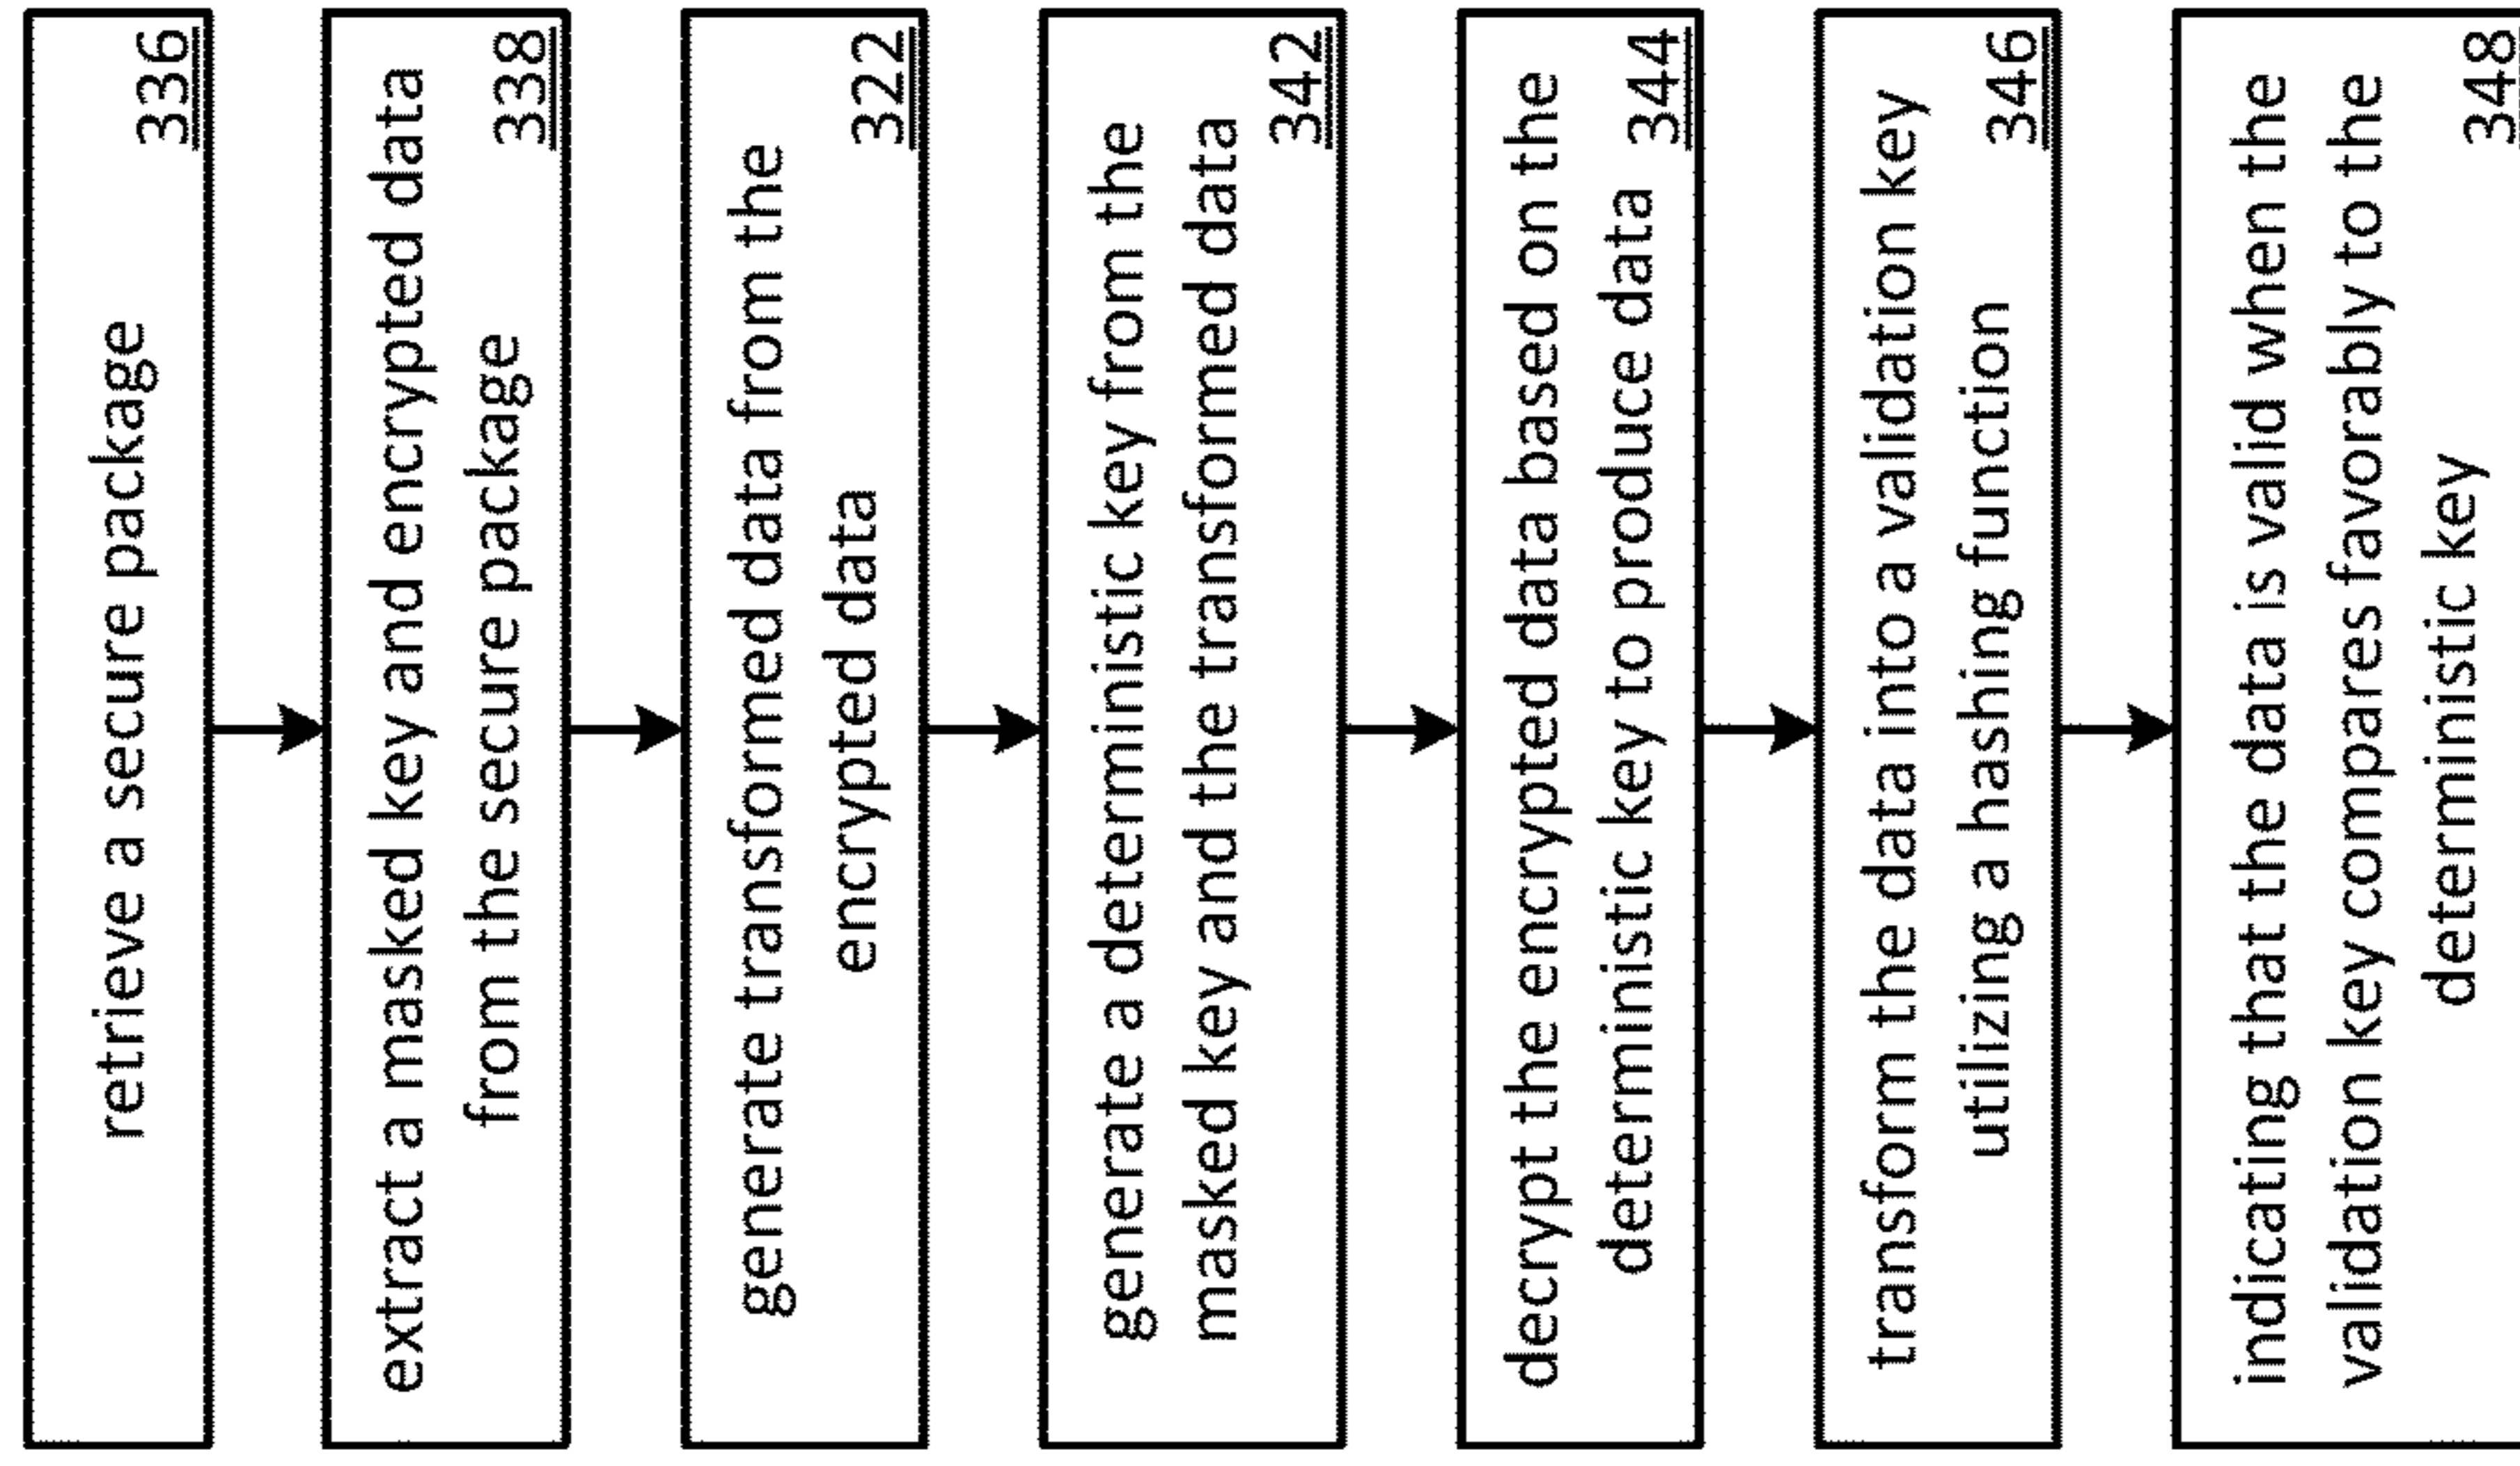 retrieve a secure package
336
extract a masked key and encrypted data
from the secure package
338
generate transformed data from the
encrypted data
322
generate a deterministic key from the
masked key and the transformed data
342
decrypt the encrypted data based on the
deterministic key to produce data 344
transform the data into a validation key
utilizing a hashing function
346
indicating that the data is valid when the
validation key compares favorably to the
deterministic key
348